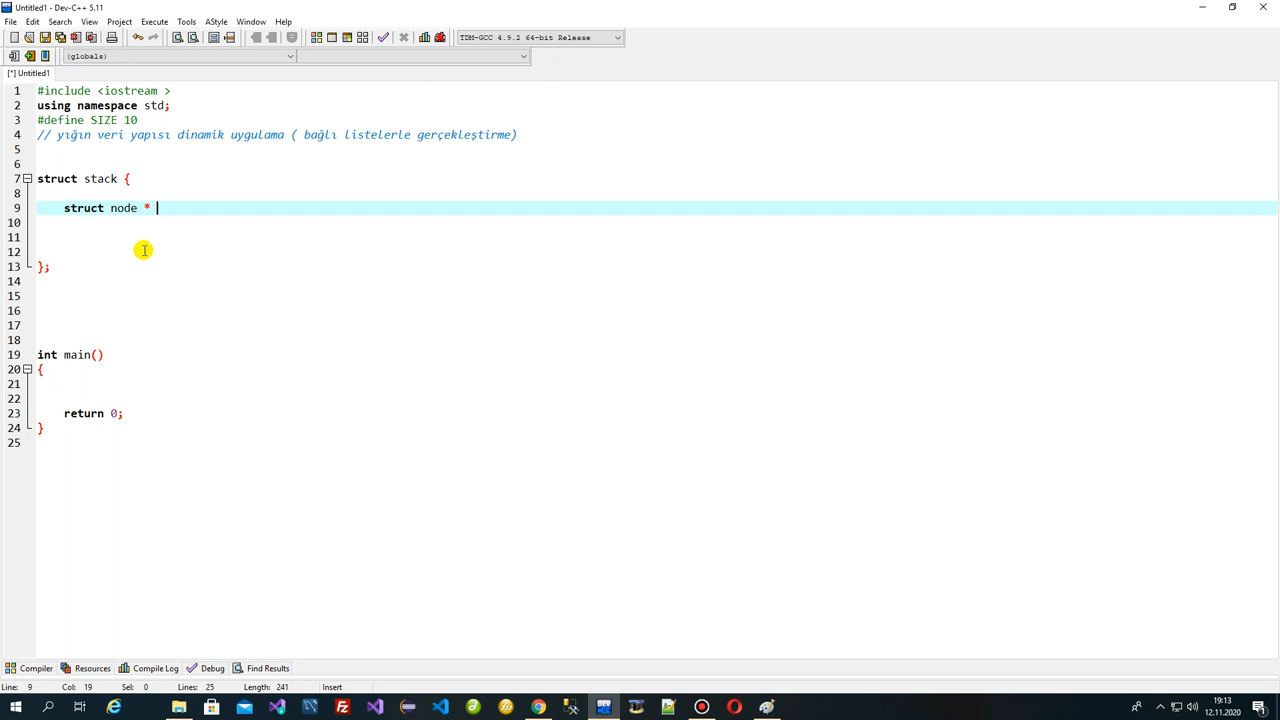 Untitled1 - Dev-C++ 5.11
File Edit Search View Project Execute Tools AStyle Window Help
TDM-GCC 4.9.2 64-bit Release
(globals)
[*] Untitled1
1 #include <iostream >
2 using namespace std;
3 #define SIZE 10
4 // yığın veri yapısı dinamik uygulama ( bağlı listelerle gerçekleştirme)
5
6
7 struct stack {
8
9 struct node *
10
11
12
13 };
14
15
16
17
18
19 int main()
20 {
21
22
23 return 0;
24 }
25
Compiler Resources Compile Log Debug Find Results
Line: 9 Col: 19 Sel: 0 Lines: 25 Length: 241 Insert
19:13
12.11.2020